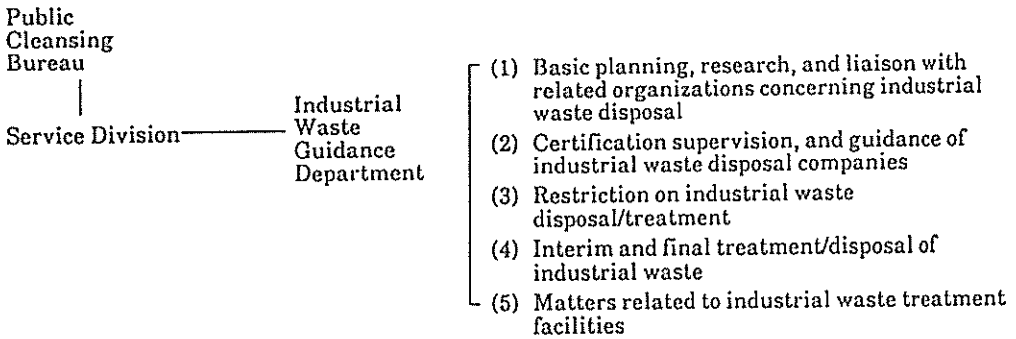 Public
Cleansing
Bureau
Service Division
Industrial
Waste
Guidance
Department
(1) Basic planning, research, and liaison with
related organizations concerning industrial
waste disposal
(2) Certification supervision, and guidance of
industrial waste disposal companies
(3) Restriction on industrial waste
disposal/treatment
(4) Interim and final treatment/disposal of
industrial waste
(5) Matters related to industrial waste treatment
facilities